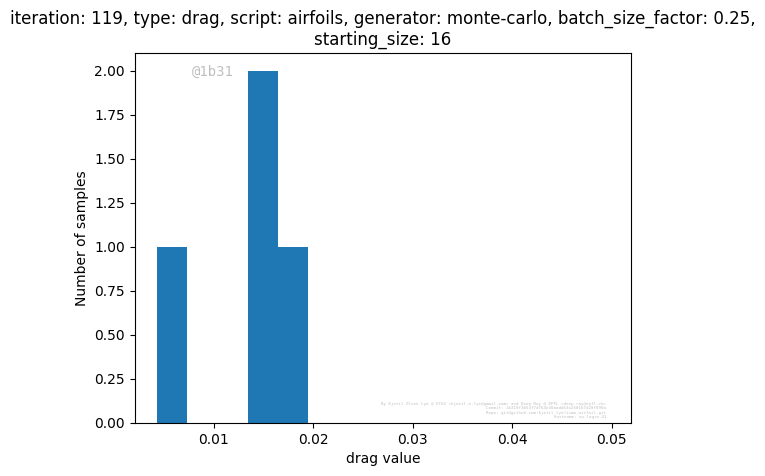 iteration: 119, type: drag, script: airfoils, generator: monte-carlo, batch_size_factor: 0.25,
starting_size: 16
@1b31
2.00
1.75
1.50
1.25
1.00
0.75
0.50
0.25
0.00
Number of samples
0.01
0.02
0.03
0.04
0.05
drag value